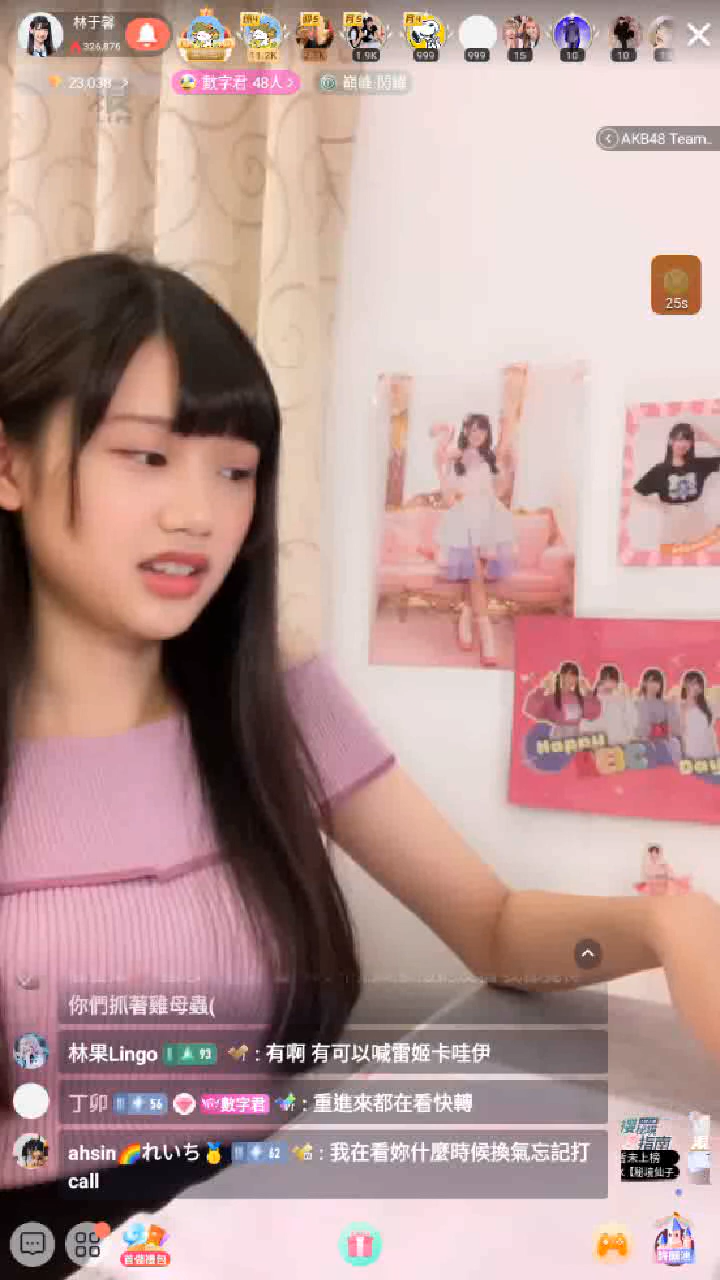 林于馨
326,876
11.2K
1.9K
999
999
15
10
10
23,038
數字君 48人
巔峰·閃耀
AKB48 Team..
25s
Happy
Day
你們抓著雞母蟲(
林果Lingo 93 : 有啊 有可以喊雷姬卡哇伊
丁卯 56 數字君 : 重進來都在看快轉
ahsin🌈れいち🥇 62 : 我在看妳什麼時候換氣忘記打
call
指南
首儲禮包